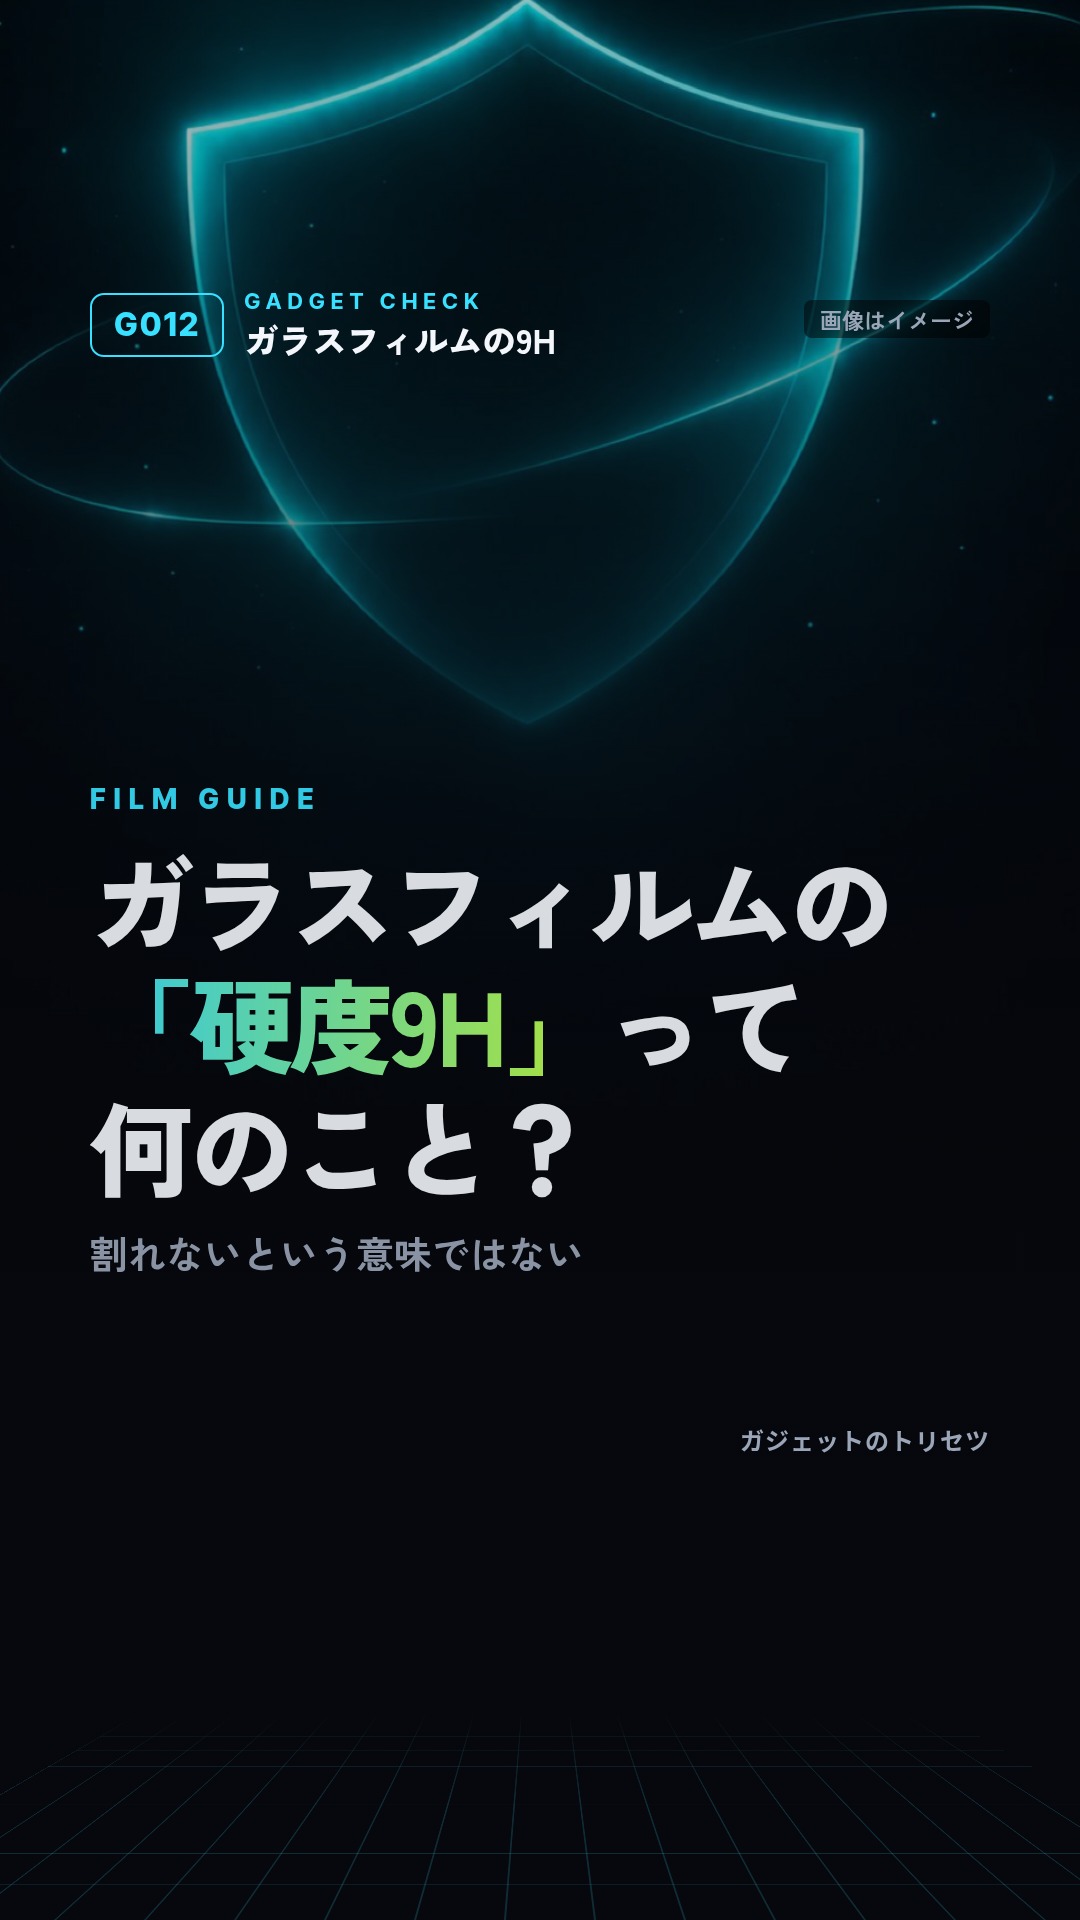 G012
GADGET CHECK
ガラスフィルムの9H
画像はイメージ
FILM GUIDE
ガラスフィルムの
「硬度9H」って
何のこと？
割れないという意味ではない
ガジェットのトリセツ